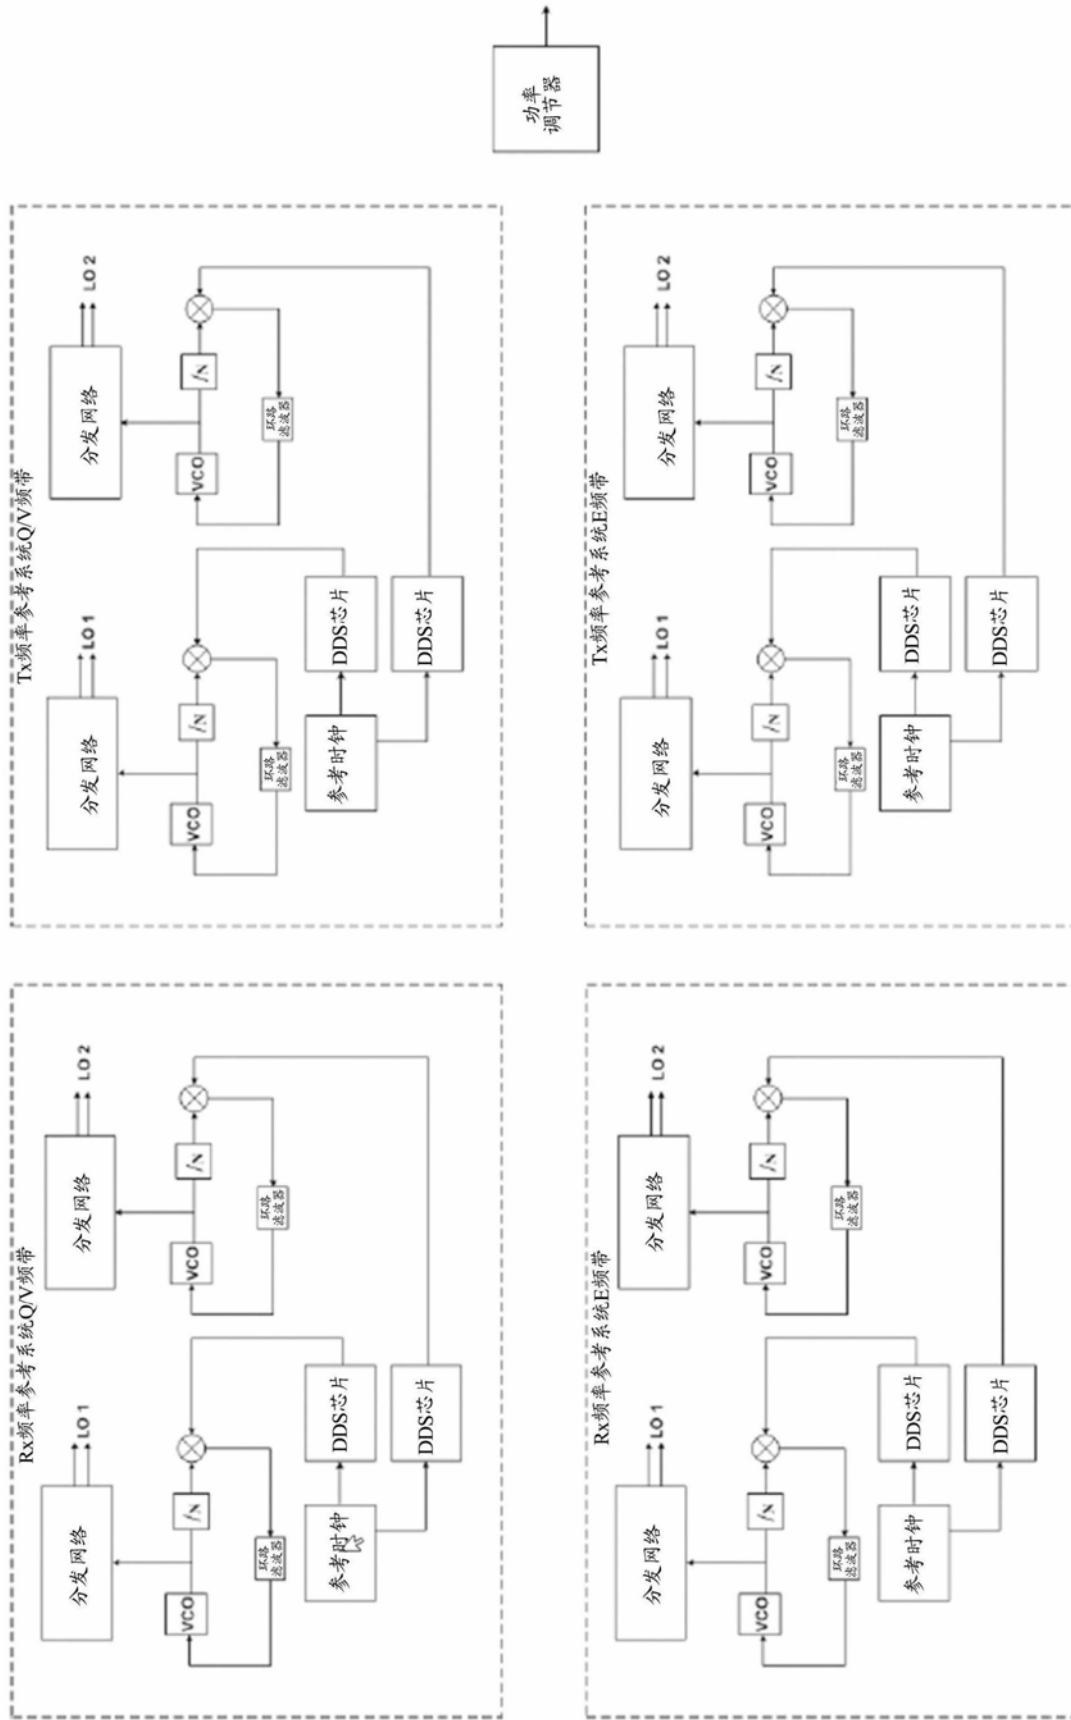 Rx频率参考系统Q/V频带
分发网络
LO 1
分发网络
LO 2
VCO
fN
VCO
fN
环路
滤波器
环路
滤波器
参考时钟
DDS芯片
DDS芯片
Tx频率参考系统Q/V频带
分发网络
LO 1
分发网络
LO 2
VCO
fN
VCO
fN
环路
滤波器
环路
滤波器
参考时钟
DDS芯片
DDS芯片
功率
调节器
Rx频率参考系统E频带
分发网络
LO 1
分发网络
LO 2
VCO
fN
VCO
fN
环路
滤波器
环路
滤波器
参考时钟
DDS芯片
DDS芯片
Tx频率参考系统E频带
分发网络
LO 1
分发网络
LO 2
VCO
fN
VCO
fN
环路
滤波器
环路
滤波器
参考时钟
DDS芯片
DDS芯片